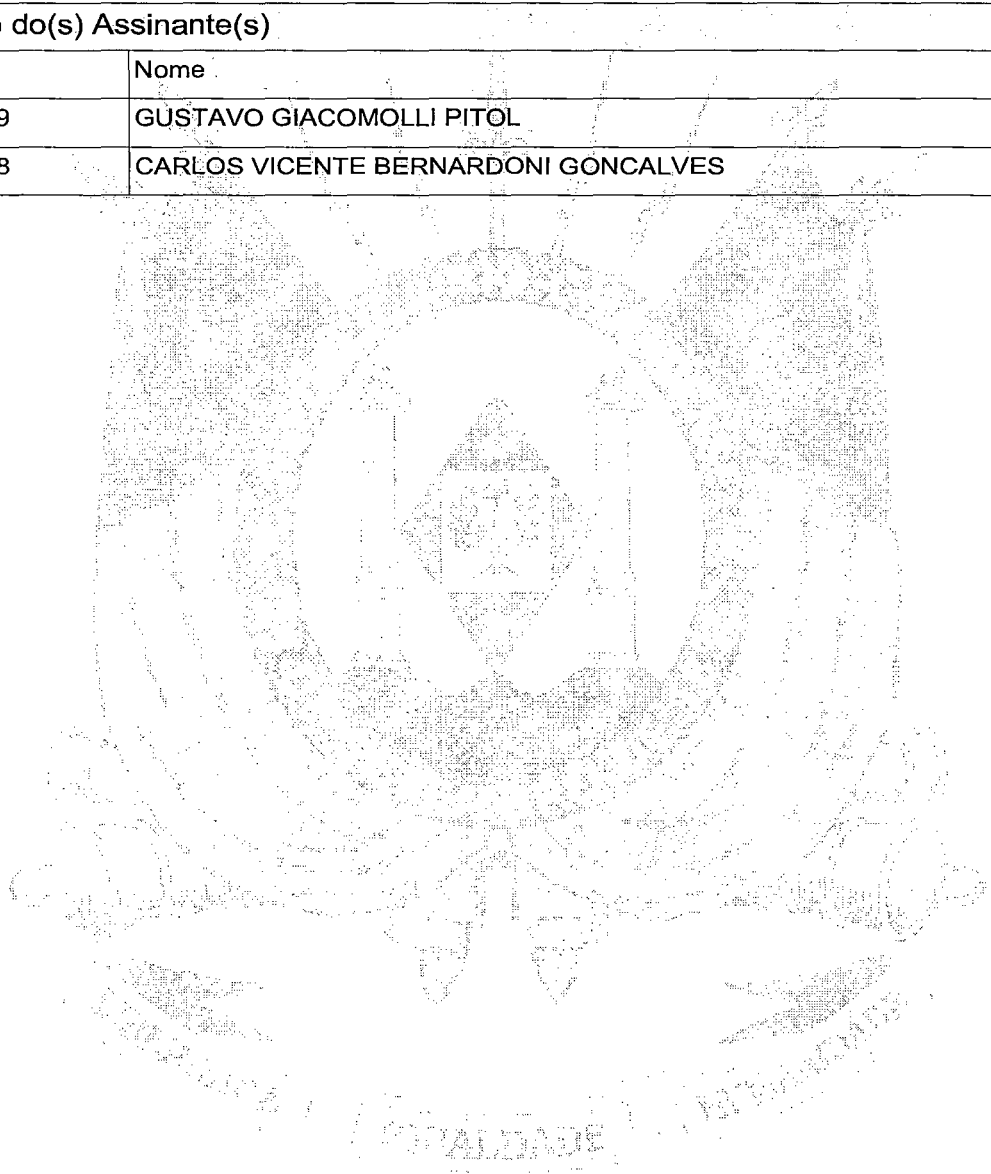 do(s) Assinante(s)
Nome
9 GUSTAVO GIACOMOLLI PITOL
8 CARLOS VICENTE BERNARDONI GONCALVES